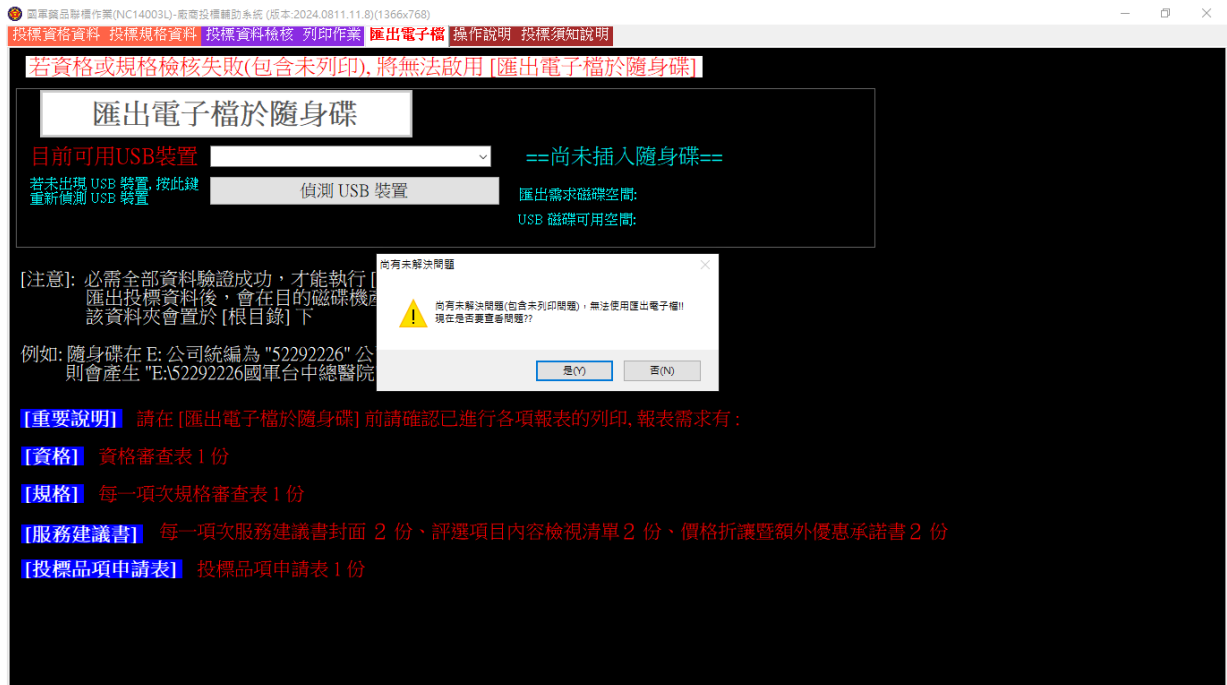 國軍醫品聯標作業(NC14003L)-廠商投標輔助系統 (版本:2024.0811.11.8)(1366x768)
投標資格資料 投標規格資料 投標資料檢核 列印作業 匯出電子檔 操作說明 投標須知說明
若資格或規格檢核失敗(包含未列印), 將無法啟用 [匯出電子檔於隨身碟]
匯出電子檔於隨身碟
目前可用USB裝置
==尚未插入隨身碟==
若未出現 USB 裝置, 按此鍵
重新偵測 USB 裝置
偵測 USB 裝置
匯出需求磁碟空間:
USB 磁碟可用空間:
[注意]: 必需全部資料驗證成功，才能執行 [
匯出投標資料後，會在目的磁碟機產
該資料夾會置於 [根目錄] 下
例如: 隨身碟在 E: 公司統編為 "52292226" 公
則會產生 "E:\52292226國軍台中總醫院
尚有未解決問題
尚有未解決問題(包含未列印問題)，無法使用匯出電子檔!!
現在是否要查看問題??
是(Y)
否(N)
[重要說明] 請在 [匯出電子檔於隨身碟] 前請確認已進行各項報表的列印, 報表需求有 :
[資格] 資格審查表 1 份
[規格] 每一項次規格審查表 1 份
[服務建議書] 每一項次服務建議書封面 2 份、評選項目內容檢視清單 2 份、價格折讓暨額外優惠承諾書 2 份
[投標品項申請表] 投標品項申請表 1 份